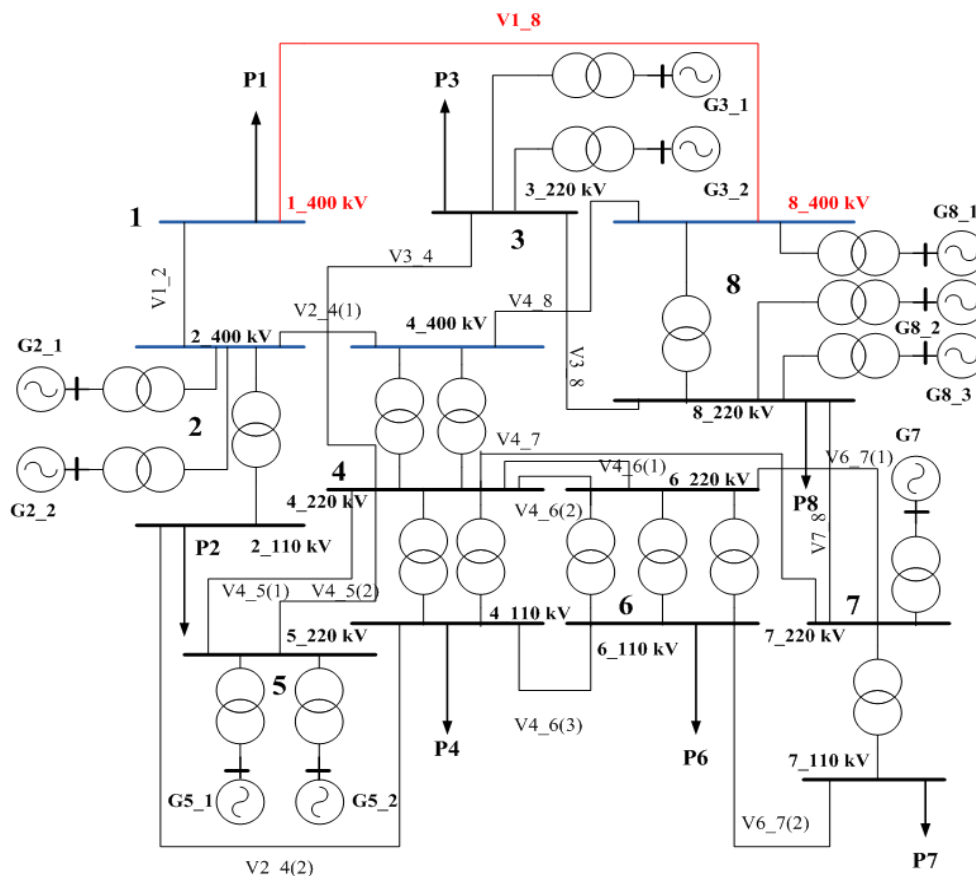 V1_8
P1
P3
G3_1
G3_2
1_400 kV
3_220 kV
8_400 kV
G8_1
1
3
V3_4
8
V1_2
V2_4(1)
V4_8
G8_2
2_400 kV
4_400 kV
G2_1
V3_8
G8_3
8_220 kV
2
G7
V4_7
4
V4_6(1)
V6_7(1)
G2_2
4_220 kV
6_220 kV
P8
V4_6(2)
V7_8
P2
2_110 kV
V4_5(1)
V4_5(2)
6
7
4_110 kV
5_220 kV
6_110 kV
7_220 kV
5
P4
V4_6(3)
P6
7_110 kV
G5_1
G5_2
V6_7(2)
V2_4(2)
P7